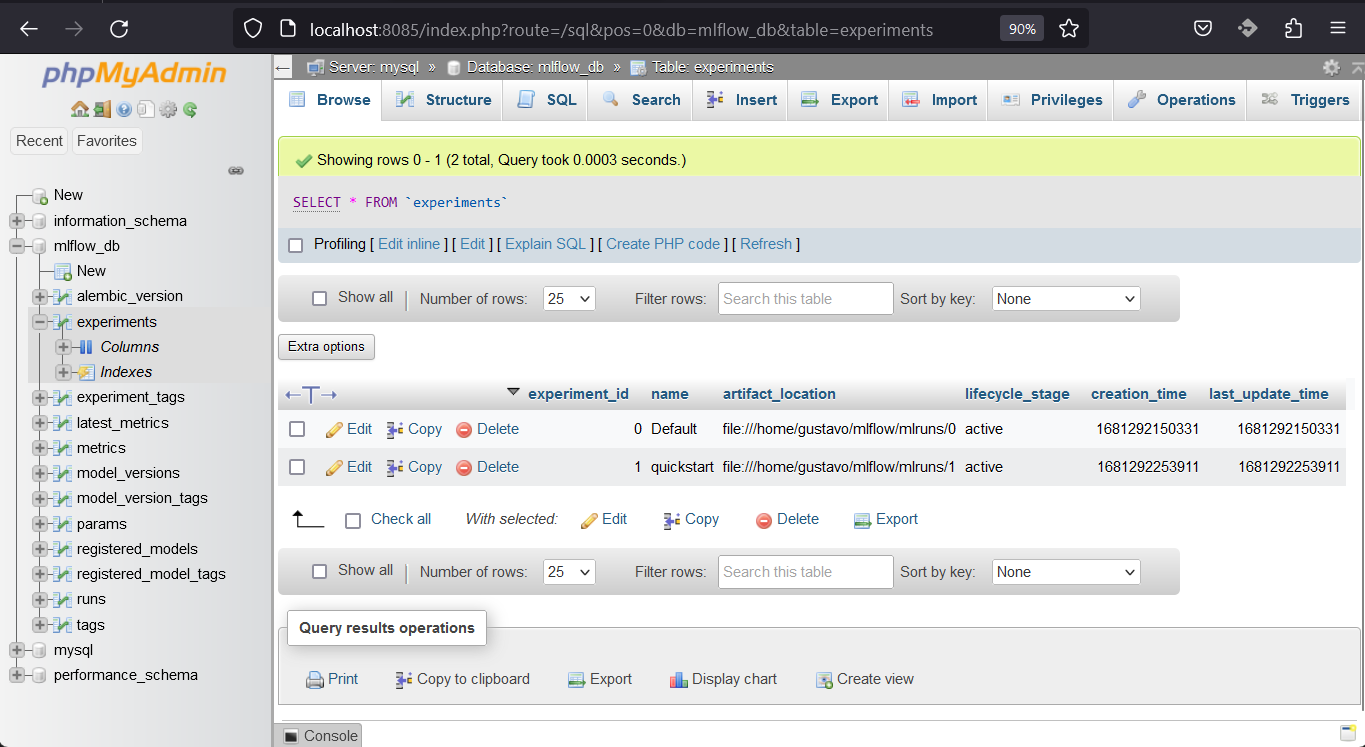 localhost:8085/index.php?route=/sql&pos=0&db=mlflow_db&table=experiments 90%
phpMyAdmin
Recent Favorites
New
information_schema
mlflow_db
New
alembic_version
experiments
Columns
Indexes
experiment_tags
latest_metrics
metrics
model_versions
model_version_tags
params
registered_models
registered_model_tags
runs
tags
mysql
performance_schema
Server: mysql » Database: mlflow_db » Table: experiments
Browse Structure SQL Search Insert Export Import Privileges Operations Triggers
Showing rows 0 - 1 (2 total, Query took 0.0003 seconds.)
SELECT * FROM `experiments`
Profiling [ Edit inline ] [ Edit ] [ Explain SQL ] [ Create PHP code ] [ Refresh ]
Show all | Number of rows: 25 Filter rows: Search this table Sort by key: None
Extra options
←T→ experiment_id name artifact_location lifecycle_stage creation_time last_update_time
Edit Copy Delete 0 Default file:///home/gustavo/mlflow/mlruns/0 active 1681292150331 1681292150331
Edit Copy Delete 1 quickstart file:///home/gustavo/mlflow/mlruns/1 active 1681292253911 1681292253911
Check all With selected: Edit Copy Delete Export
Show all | Number of rows: 25 Filter rows: Search this table Sort by key: None
Query results operations
Print Copy to clipboard Export Display chart Create view
Console